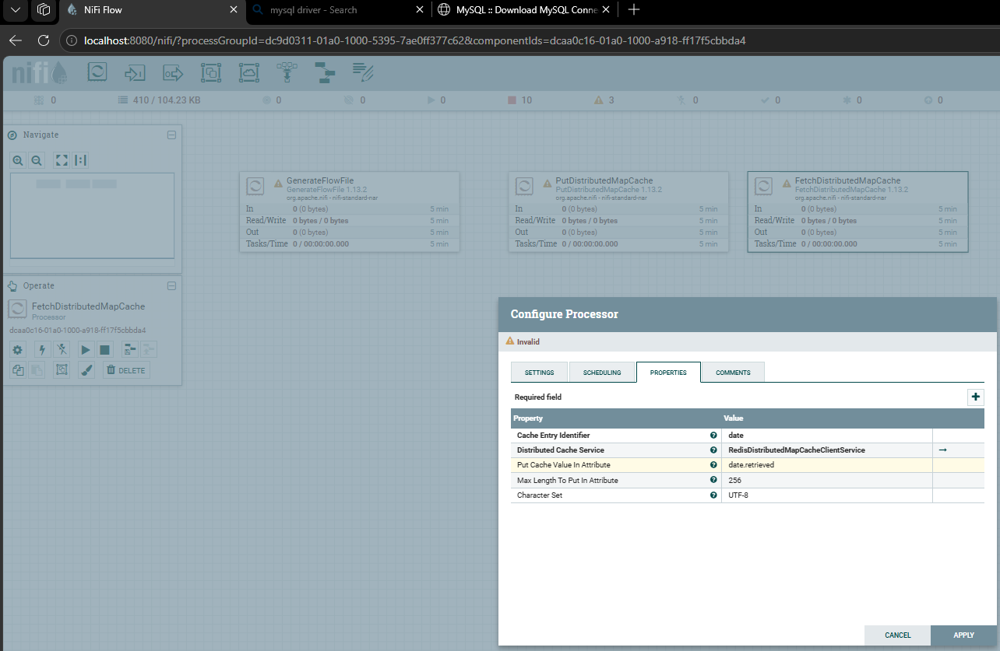 NiFi Flow
mysql driver - Search
MySQL :: Download MySQL Conne
localhost:8080/nifi/?processGroupId=dc9d0311-01a0-1000-5395-7ae0ff377c62&componentIds=dcaa0c16-01a0-1000-a918-ff17f5cbbda4
nifi
0 410 / 104.23 KB 0 0 0 10 3 0 0 0 0
Navigate
GenerateFlowFile
GenerateFlowFile 1.13.2
org.apache.nifi - nifi-standard-nar
In 0 (0 bytes) 5 min
Read/Write 0 bytes / 0 bytes 5 min
Out 0 (0 bytes) 5 min
Tasks/Time 0 / 00:00:00.000 5 min
PutDistributedMapCache
PutDistributedMapCache 1.13.2
org.apache.nifi - nifi-standard-nar
In 0 (0 bytes) 5 min
Read/Write 0 bytes / 0 bytes 5 min
Out 0 (0 bytes) 5 min
Tasks/Time 0 / 00:00:00.000 5 min
FetchDistributedMapCache
FetchDistributedMapCache 1.13.2
org.apache.nifi - nifi-standard-nar
In 0 (0 bytes) 5 min
Read/Write 0 bytes / 0 bytes 5 min
Out 0 (0 bytes) 5 min
Tasks/Time 0 / 00:00:00.000 5 min
Operate
FetchDistributedMapCache
Processor
dcaa0c16-01a0-1000-a918-ff17f5cbbda4
DELETE
Configure Processor
Invalid
SETTINGS SCHEDULING PROPERTIES COMMENTS
Required field
Property Value
Cache Entry Identifier date
Distributed Cache Service RedisDistributedMapCacheClientService
Put Cache Value In Attribute date.retrieved
Max Length To Put In Attribute 256
Character Set UTF-8
CANCEL APPLY